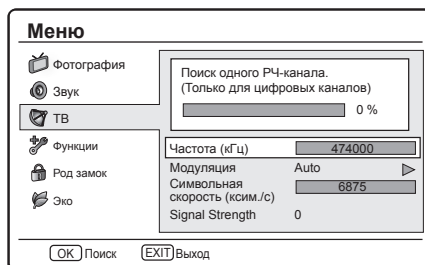 Меню
Фотография
Звук
ТВ
Функции
Род замок
Эко
Поиск одного РЧ-канала.
(Только для цифровых каналов)
0 %
Частота (кГц) 474000
Модуляция Auto
Символьная
скорость (ксим./с) 6875
Signal Strength 0
OK Поиск EXIT Выход